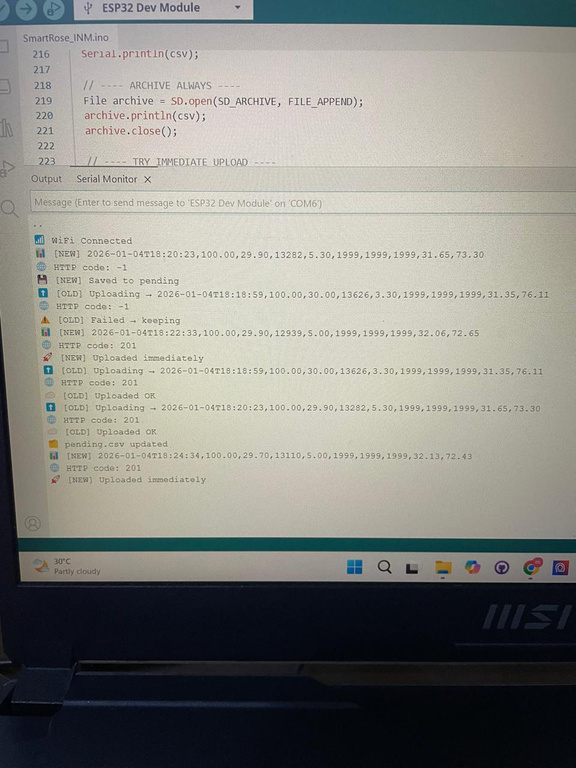 ESP32 Dev Module
SmartRose_INM.ino
216 Serial.println(csv);
217
218 // ---- ARCHIVE ALWAYS ----
219 File archive = SD.open(SD_ARCHIVE, FILE_APPEND);
220 archive.println(csv);
221 archive.close();
222
223 // ---- TRY IMMEDIATE UPLOAD ----
Output Serial Monitor X
Message (Enter to send message to 'ESP32 Dev Module' on 'COM6')
..
📶 WiFi Connected
📊 [NEW] 2026-01-04T18:20:23,100.00,29.90,13282,5.30,1999,1999,1999,31.65,73.30
🌐 HTTP code: -1
💾 [NEW] Saved to pending
⬆️ [OLD] Uploading → 2026-01-04T18:18:59,100.00,30.00,13626,3.30,1999,1999,1999,31.35,76.11
🌐 HTTP code: -1
⚠️ [OLD] Failed → keeping
📊 [NEW] 2026-01-04T18:22:33,100.00,29.90,12939,5.00,1999,1999,1999,32.06,72.65
🌐 HTTP code: 201
🚀 [NEW] Uploaded immediately
⬆️ [OLD] Uploading → 2026-01-04T18:18:59,100.00,30.00,13626,3.30,1999,1999,1999,31.35,76.11
🌐 HTTP code: 201
☁️ [OLD] Uploaded OK
⬆️ [OLD] Uploading → 2026-01-04T18:20:23,100.00,29.90,13282,5.30,1999,1999,1999,31.65,73.30
🌐 HTTP code: 201
☁️ [OLD] Uploaded OK
📁 pending.csv updated
📊 [NEW] 2026-01-04T18:24:34,100.00,29.70,13110,5.00,1999,1999,1999,32.13,72.43
🌐 HTTP code: 201
🚀 [NEW] Uploaded immediately
30°C
Partly cloudy
MSI